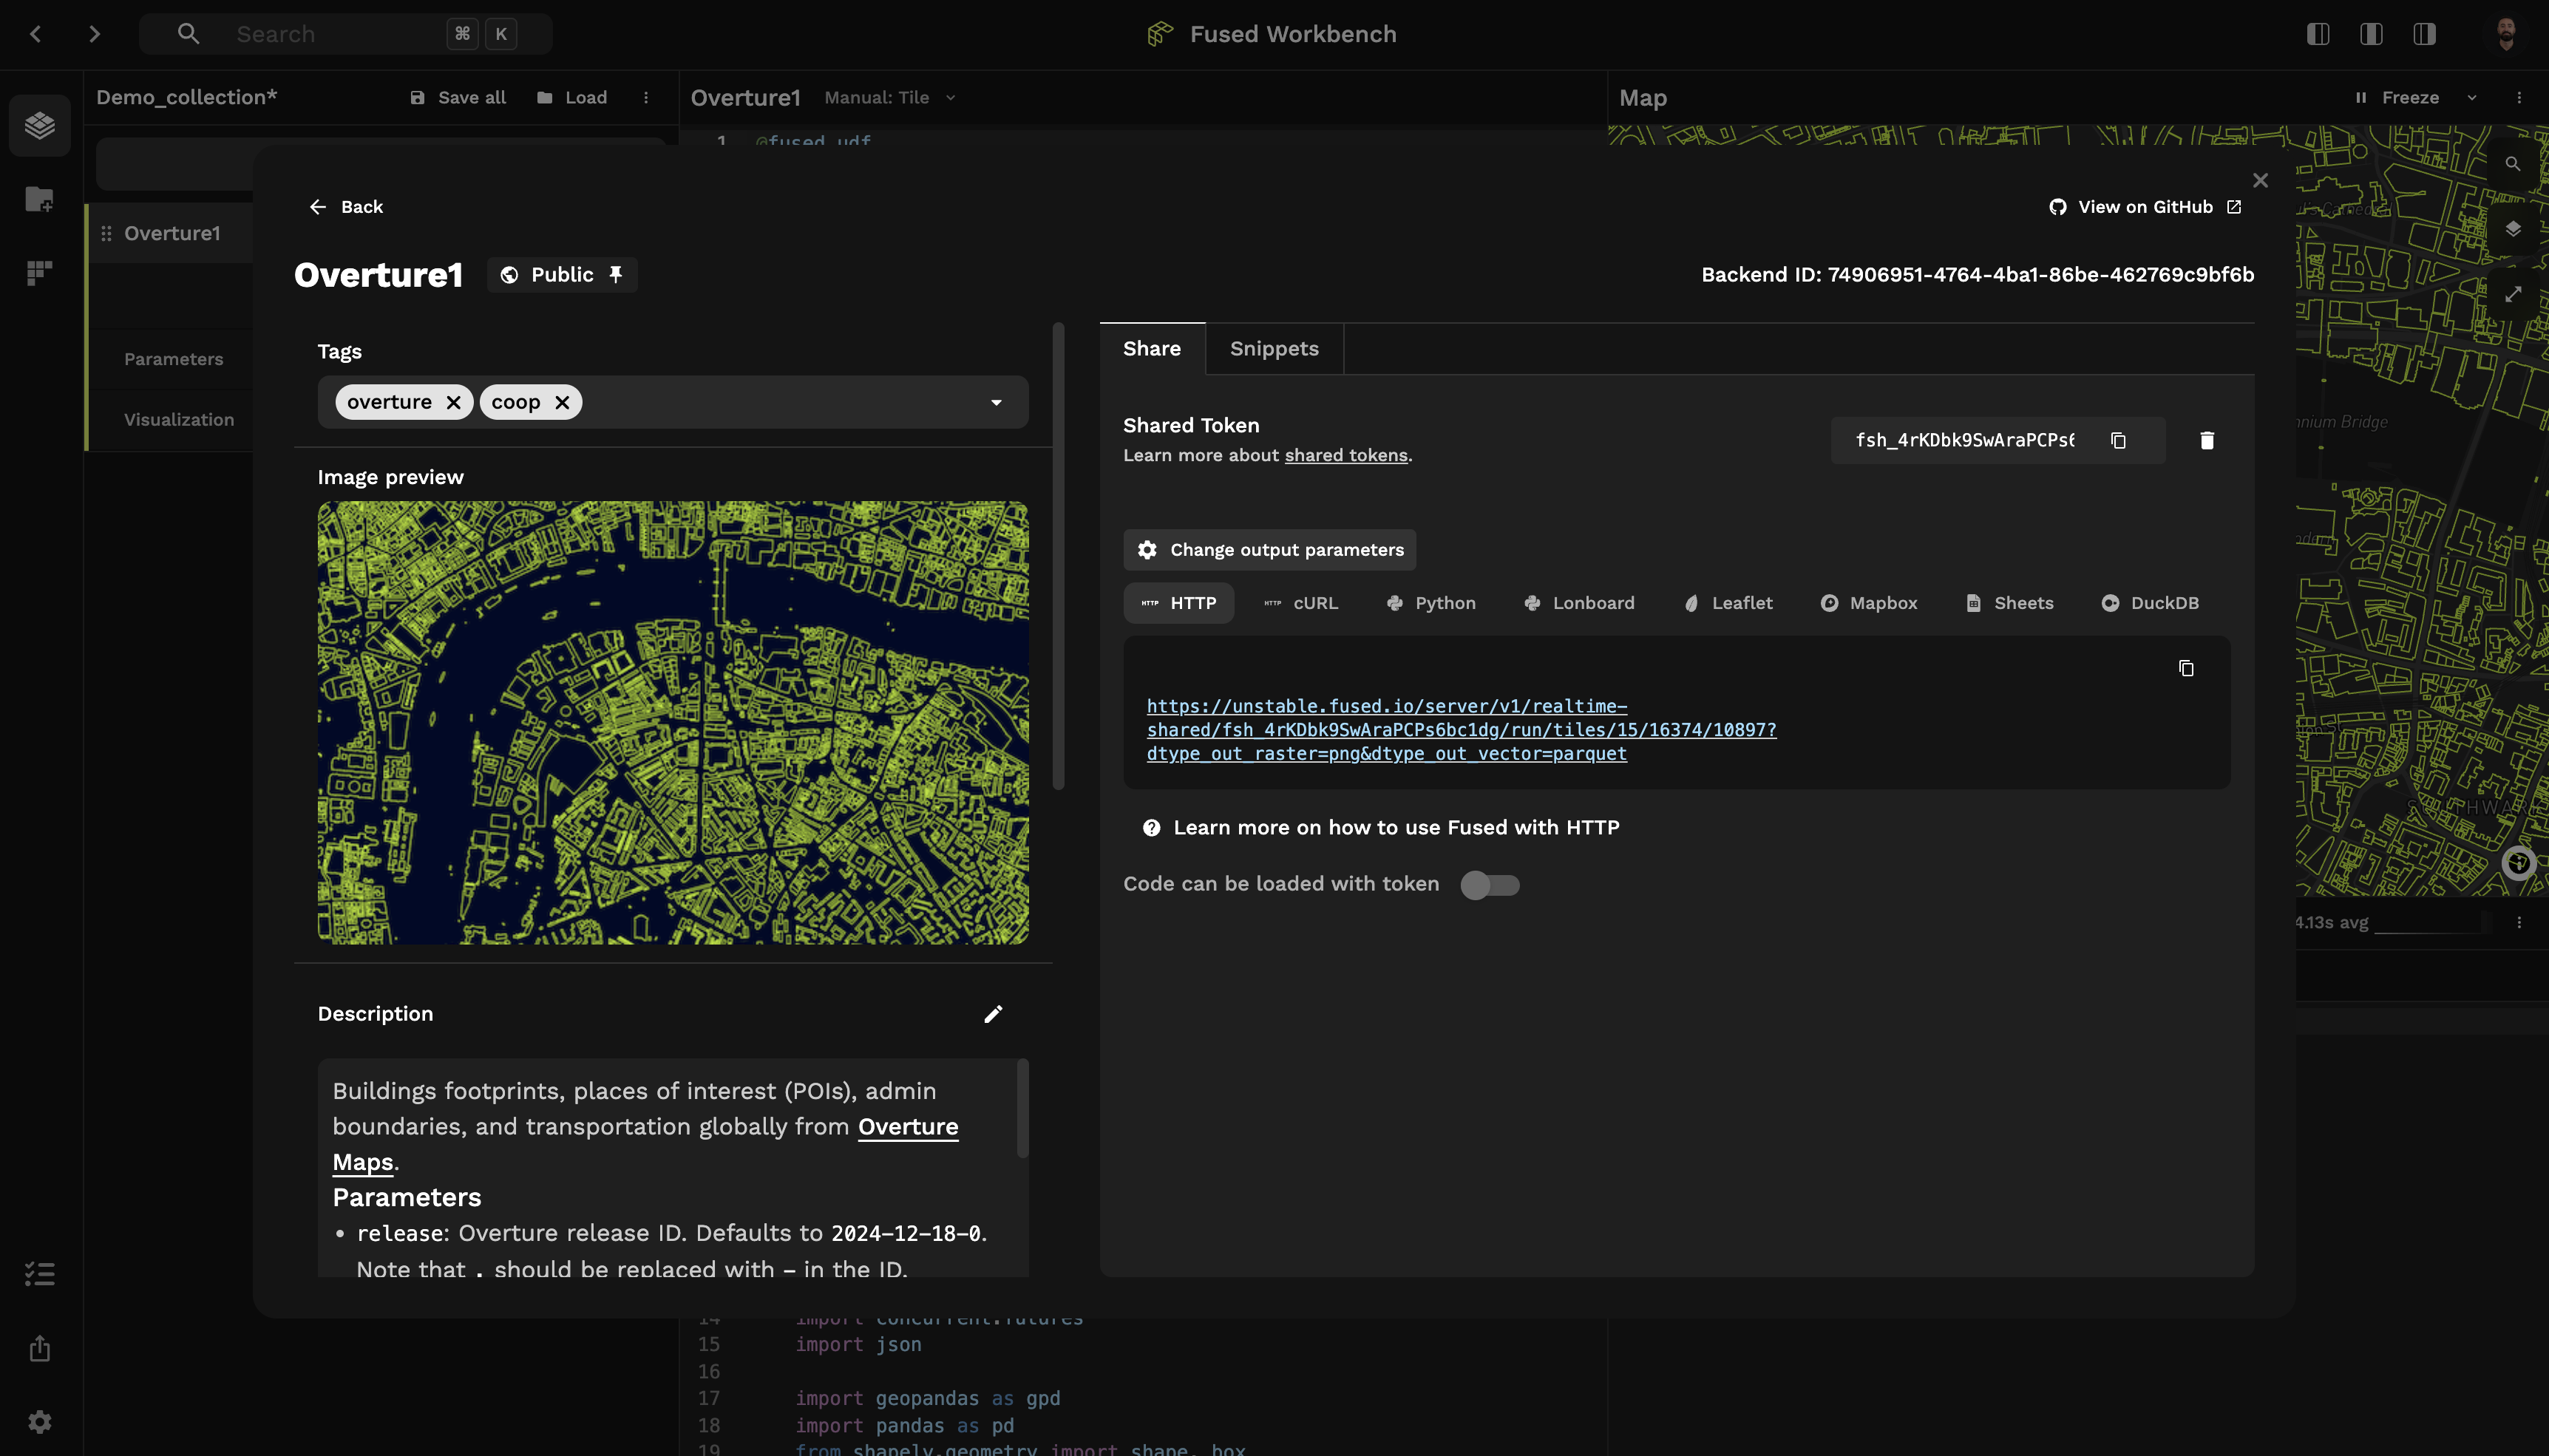 Search ⌘ K
Fused Workbench
Demo_collection*
Save all
Load
Overture1
Manual: Tile
Map
Freeze
1 @fused.udf
Overture1
Parameters
Visualization
Back
View on GitHub
Overture1
Public
Backend ID: 74906951-4764-4ba1-86be-462769c9bf6b
Tags
overture
coop
Image preview
Description
Buildings footprints, places of interest (POIs), admin
boundaries, and transportation globally from Overture
Maps.
Parameters
• release: Overture release ID. Defaults to 2024-12-18-0.
Note that . should be replaced with - in the ID.
Share
Snippets
Shared Token
Learn more about shared tokens.
fsh_4rKDbk9SwAraPCPs6
Change output parameters
HTTP HTTP
HTTP cURL
Python
Lonboard
Leaflet
Mapbox
Sheets
DuckDB
https://unstable.fused.io/server/v1/realtime-
shared/fsh_4rKDbk9SwAraPCPs6bc1dg/run/tiles/15/16374/10897?
dtype_out_raster=png&dtype_out_vector=parquet
Learn more on how to use Fused with HTTP
Code can be loaded with token
nnium Bridge
4.13s avg
14 import concurrent.futures
15 import json
16
17 import geopandas as gpd
18 import pandas as pd
19 from shapely.geometry import shape, box